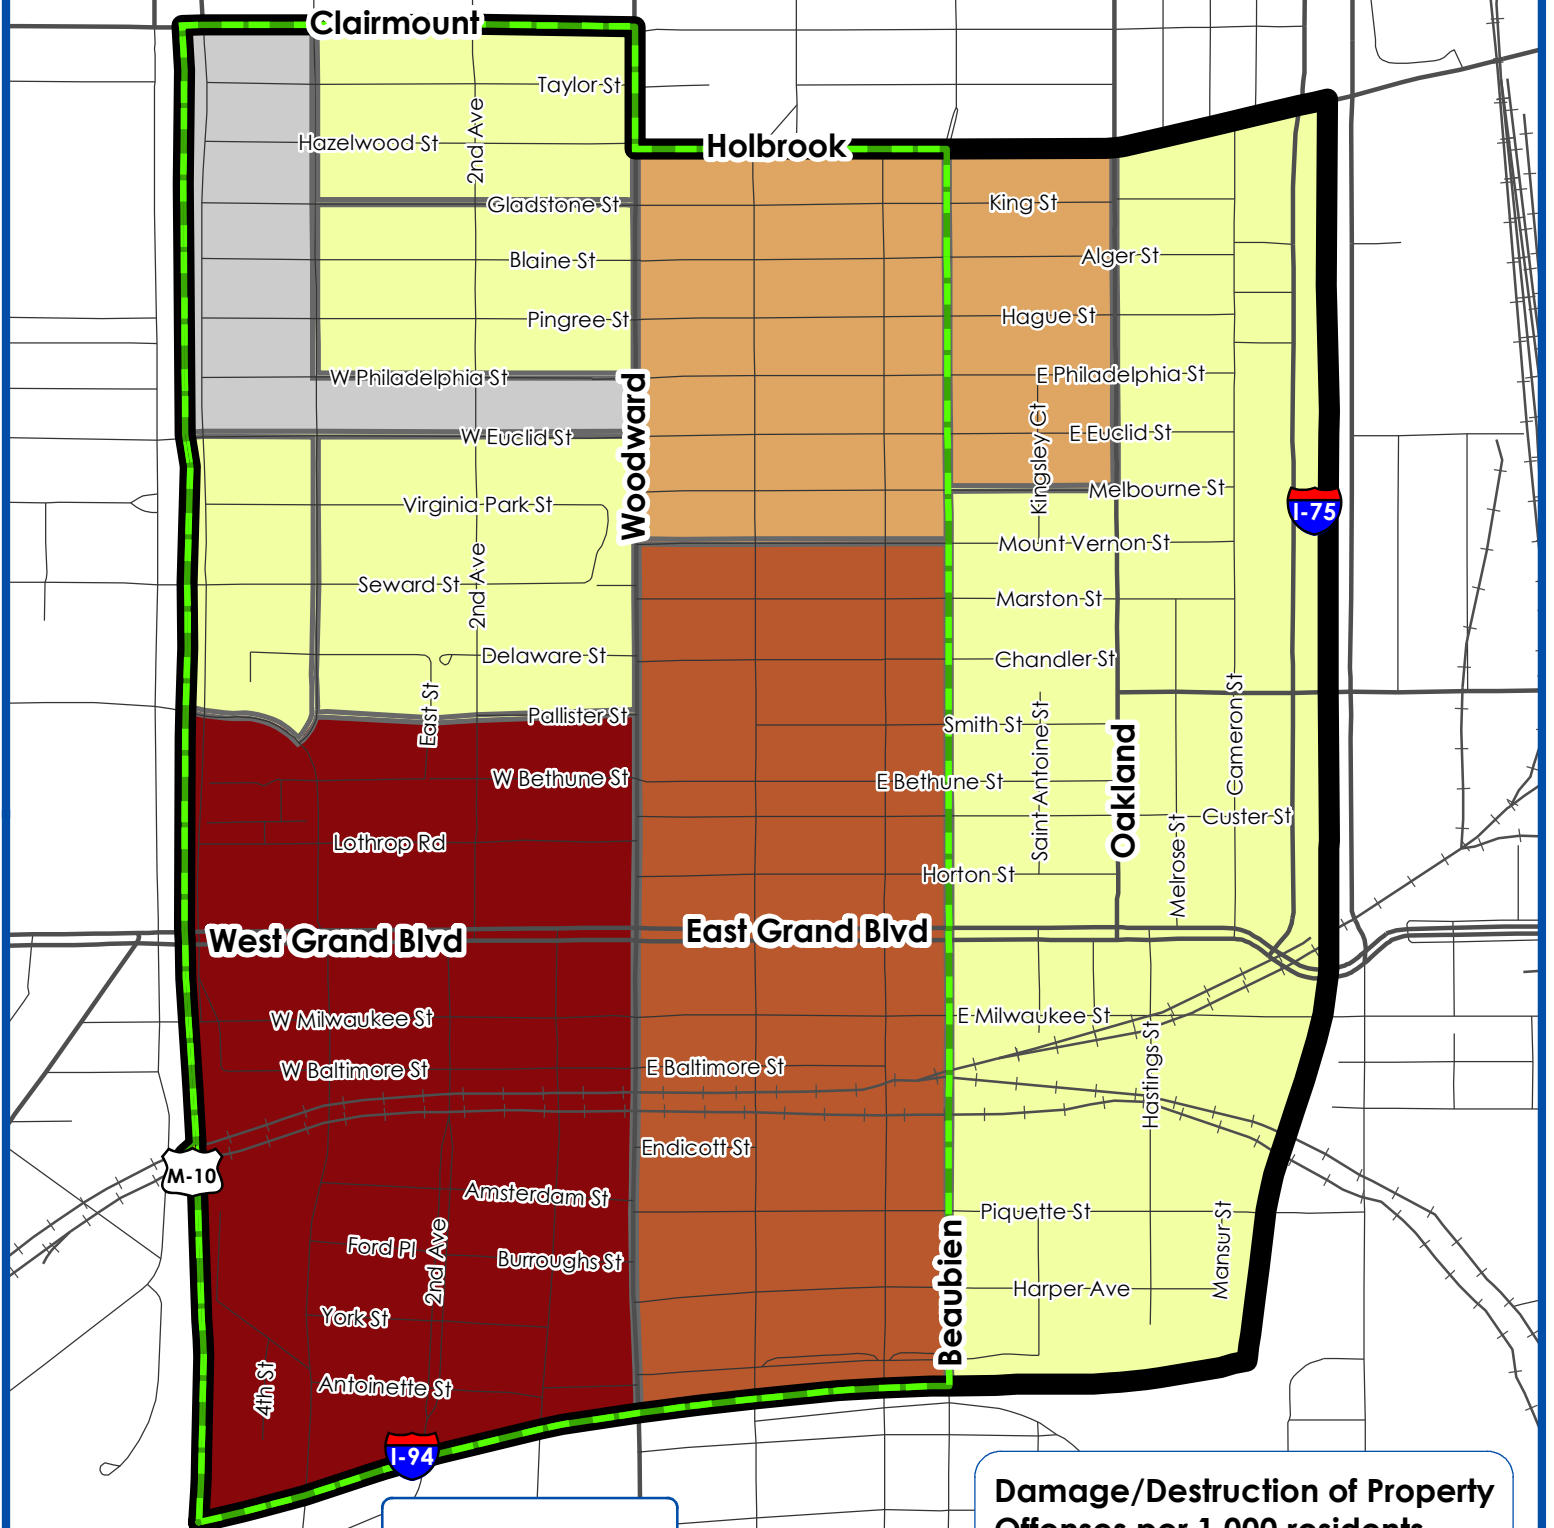 Clairmount
Taylor St
2nd Ave
Hazelwood St
Holbrook
Gladstone St
King St
Blaine St
Alger St
Pingree St
Hague St
W Philadelphia St
E Philadelphia St
Woodward
Kingsley Ct
W Euclid St
E Euclid St
Virginia Park St
Melbourne St
I-75
Mount Vernon St
2nd Ave
Seward St
Marston St
Delaware St
Chandler St
East St
Pallister St
Smith St
Saint Antoine St
Cameron St
Oakland
W Bethune St
E Bethune St
Custer St
Melrose St
Lothrop Rd
Horton St
West Grand Blvd
East Grand Blvd
W Milwaukee St
E Milwaukee St
W Baltimore St
E Baltimore St
Hastings St
Endicott St
M-10
Amsterdam St
Piquette St
Mansur St
Ford Pl
2nd Ave
Burroughs St
Beaubien
Harper Ave
York St
4th St
Antoinette St
I-94
Damage/Destruction of Property
Offenses per 1,000 residents